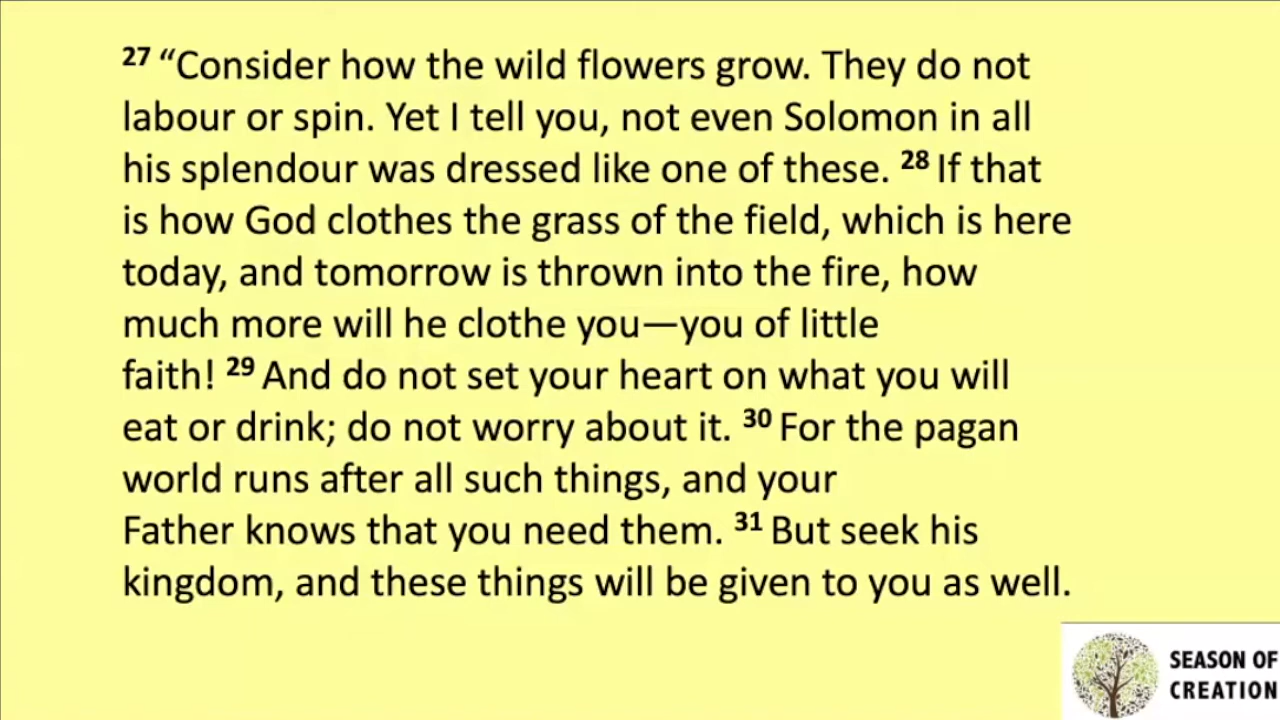 27 “Consider how the wild flowers grow. They do not
labour or spin. Yet I tell you, not even Solomon in all
his splendour was dressed like one of these. 28 If that
is how God clothes the grass of the field, which is here
today, and tomorrow is thrown into the fire, how
much more will he clothe you—you of little
faith! 29 And do not set your heart on what you will
eat or drink; do not worry about it. 30 For the pagan
world runs after all such things, and your
Father knows that you need them. 31 But seek his
kingdom, and these things will be given to you as well.
SEASON OF
CREATION